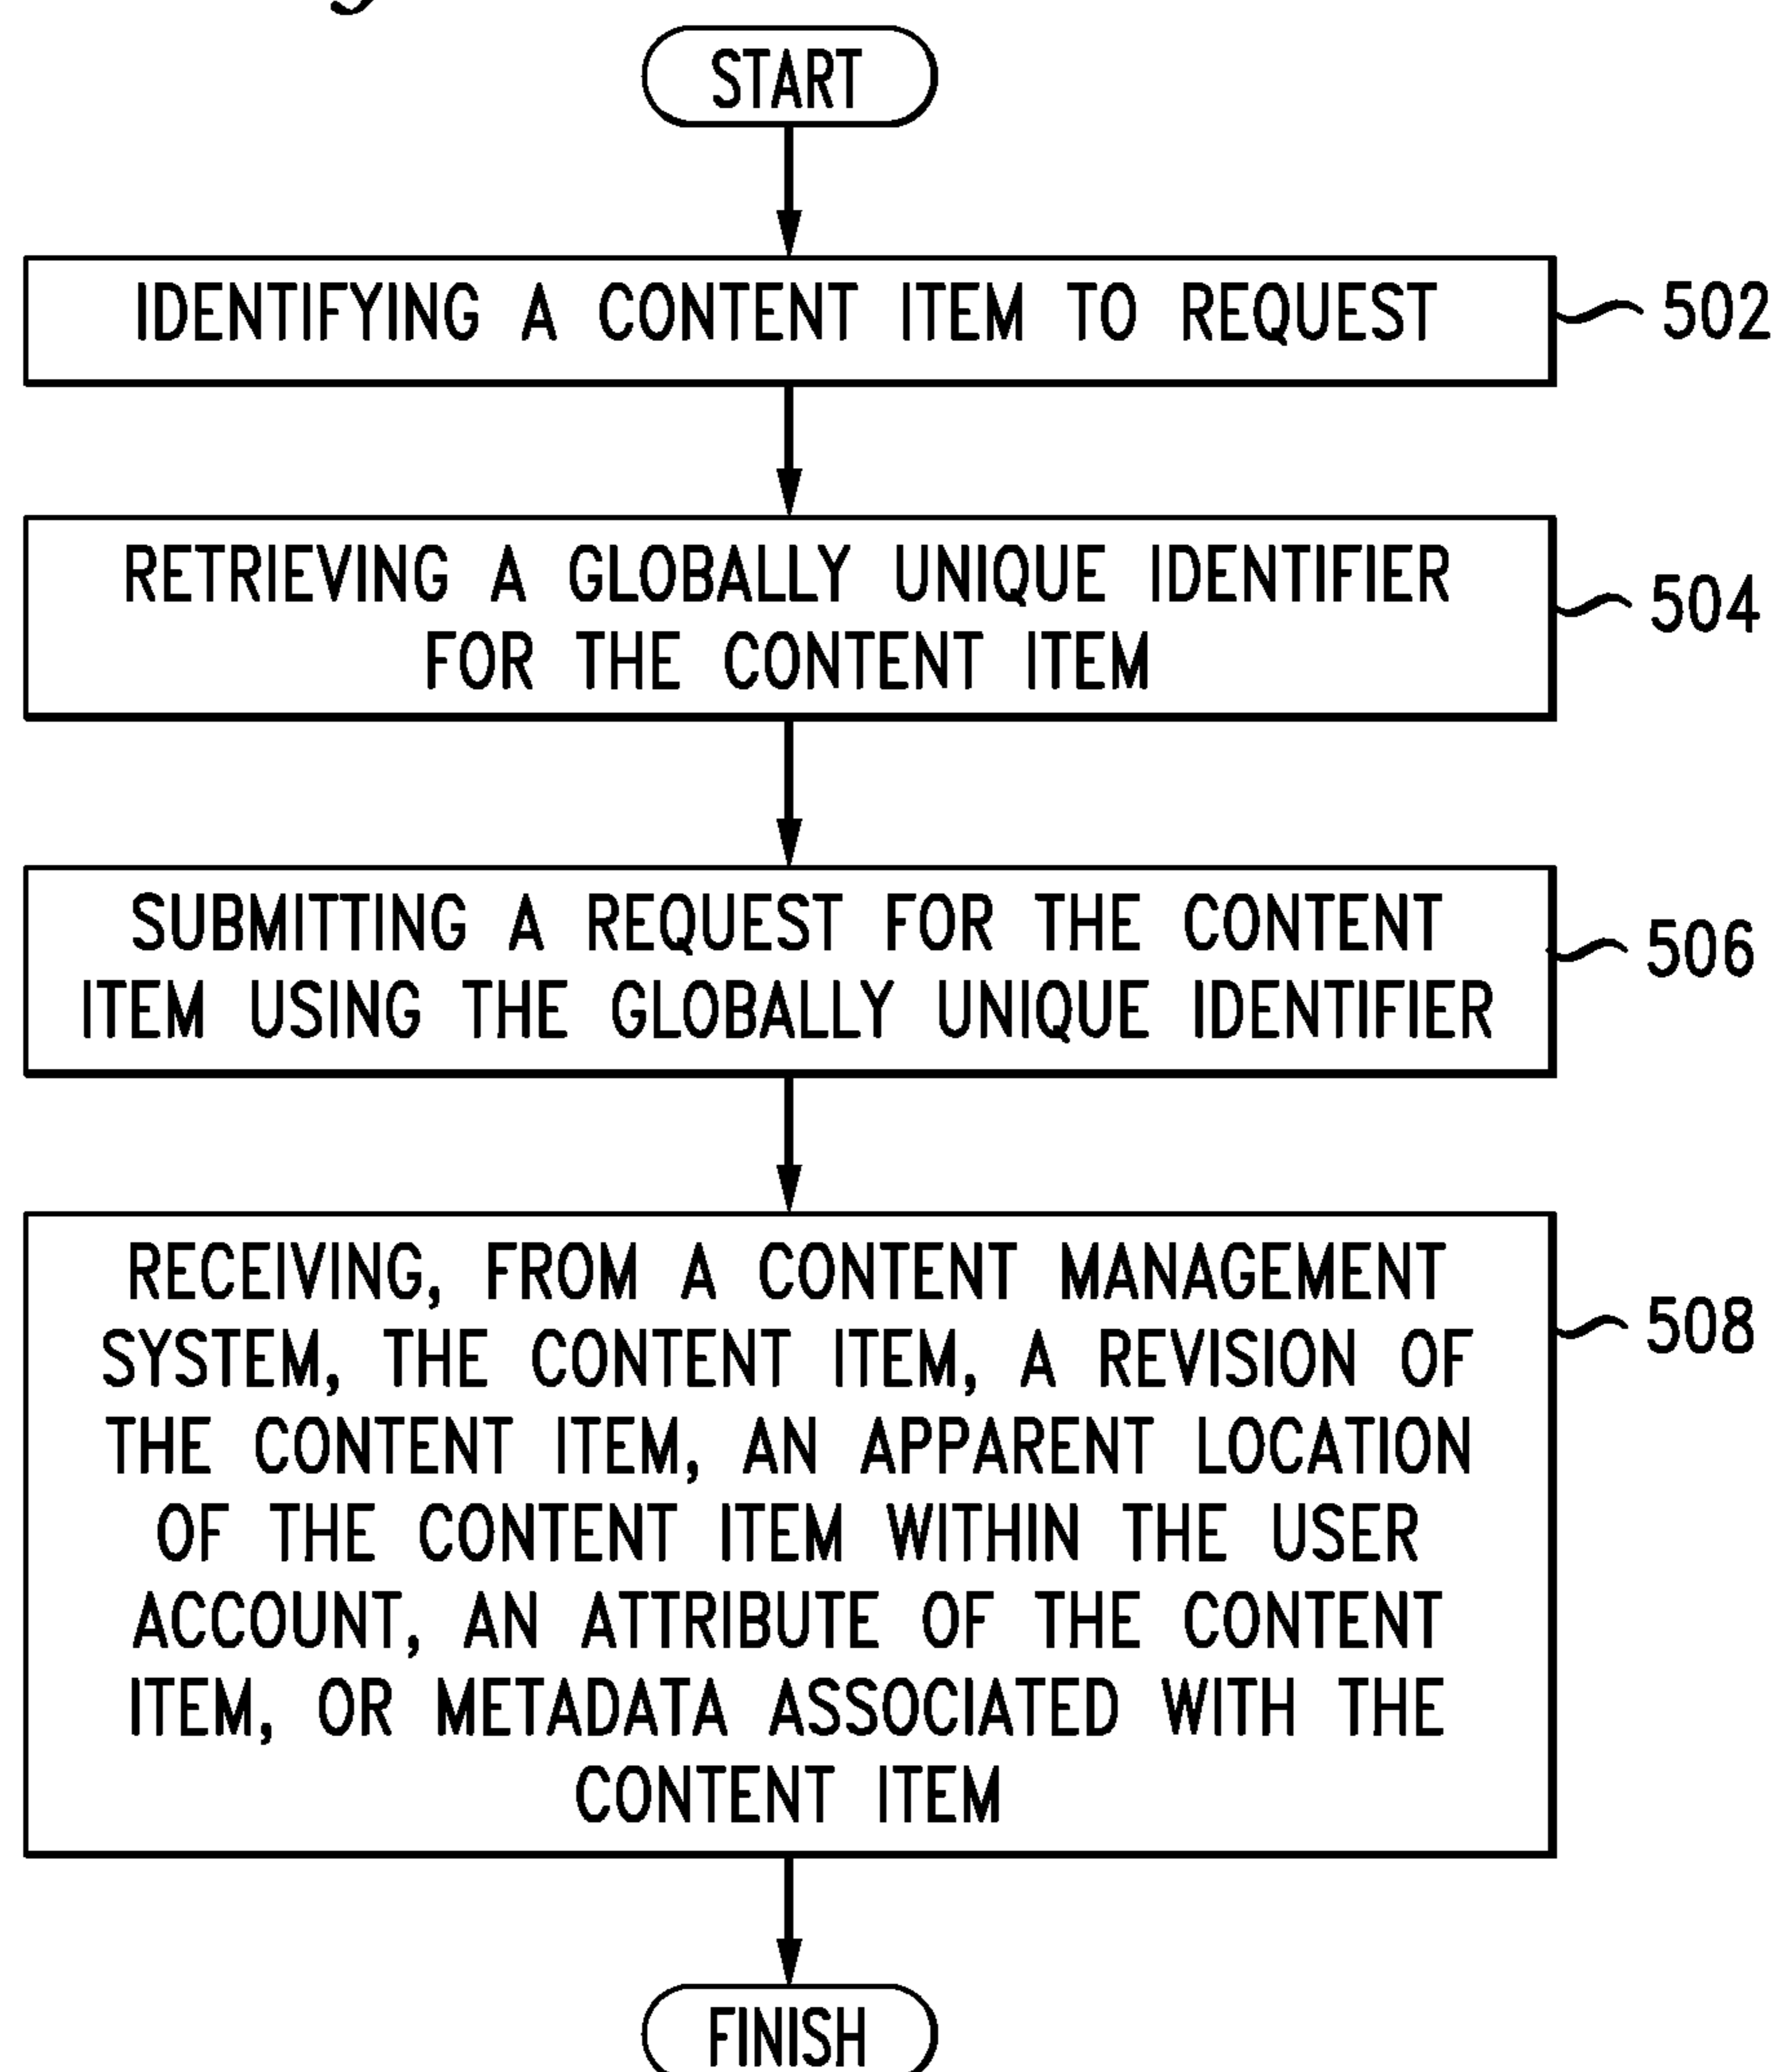 START
IDENTIFYING A CONTENT ITEM TO REQUEST
502
RETRIEVING A GLOBALLY UNIQUE IDENTIFIER
FOR THE CONTENT ITEM
504
SUBMITTING A REQUEST FOR THE CONTENT
ITEM USING THE GLOBALLY UNIQUE IDENTIFIER
506
RECEIVING, FROM A CONTENT MANAGEMENT
SYSTEM, THE CONTENT ITEM, A REVISION OF
THE CONTENT ITEM, AN APPARENT LOCATION
OF THE CONTENT ITEM WITHIN THE USER
ACCOUNT, AN ATTRIBUTE OF THE CONTENT
ITEM, OR METADATA ASSOCIATED WITH THE
CONTENT ITEM
508
FINISH